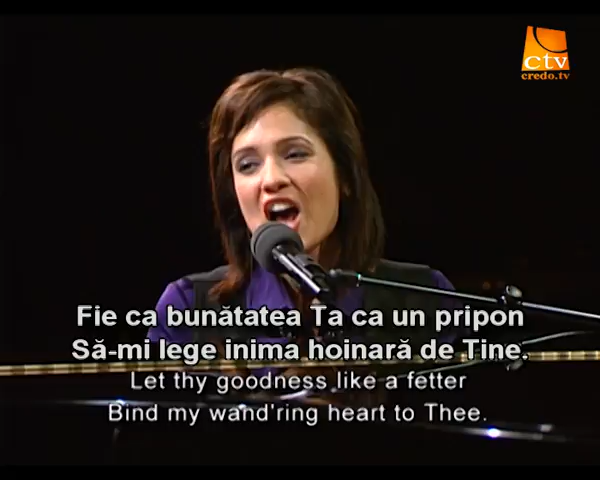 ctv
credo.tv
Fie ca bunătatea Ta ca un pripon
Să-mi lege inima hoinară de Tine.
Let thy goodness like a fetter
Bind my wand'ring heart to Thee.